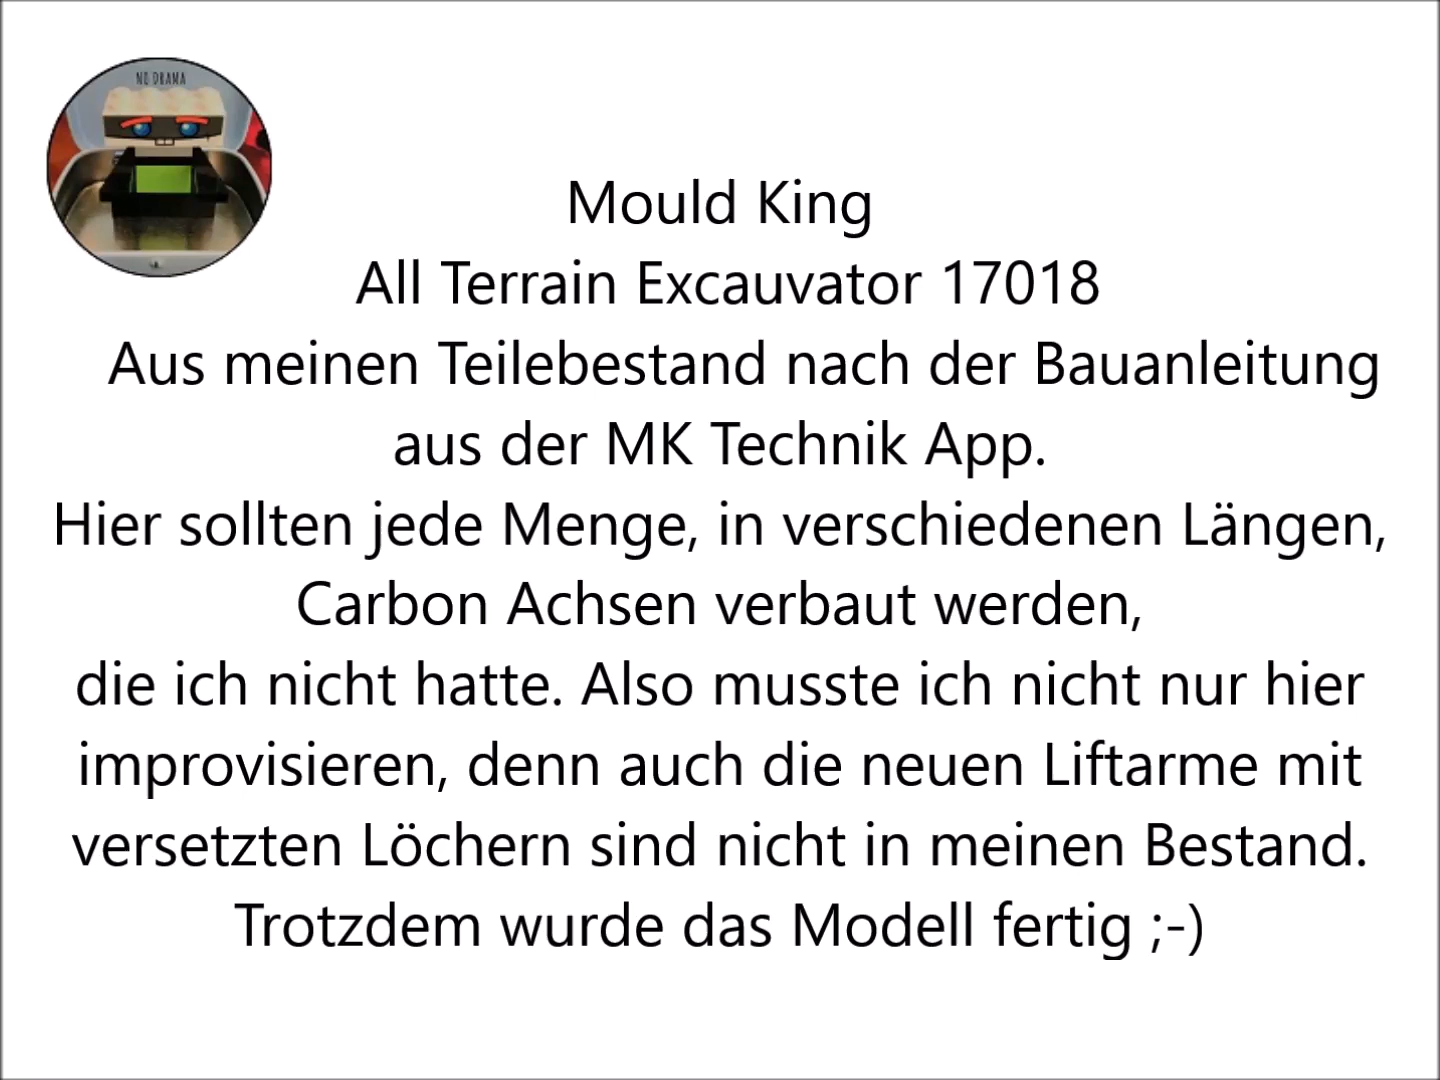 NO DRAMA
Mould King
All Terrain Excauvator 17018
Aus meinen Teilebestand nach der Bauanleitung
aus der MK Technik App.
Hier sollten jede Menge, in verschiedenen Längen,
Carbon Achsen verbaut werden,
die ich nicht hatte. Also musste ich nicht nur hier
improvisieren, denn auch die neuen Liftarme mit
versetzten Löchern sind nicht in meinen Bestand.
Trotzdem wurde das Modell fertig ;-)